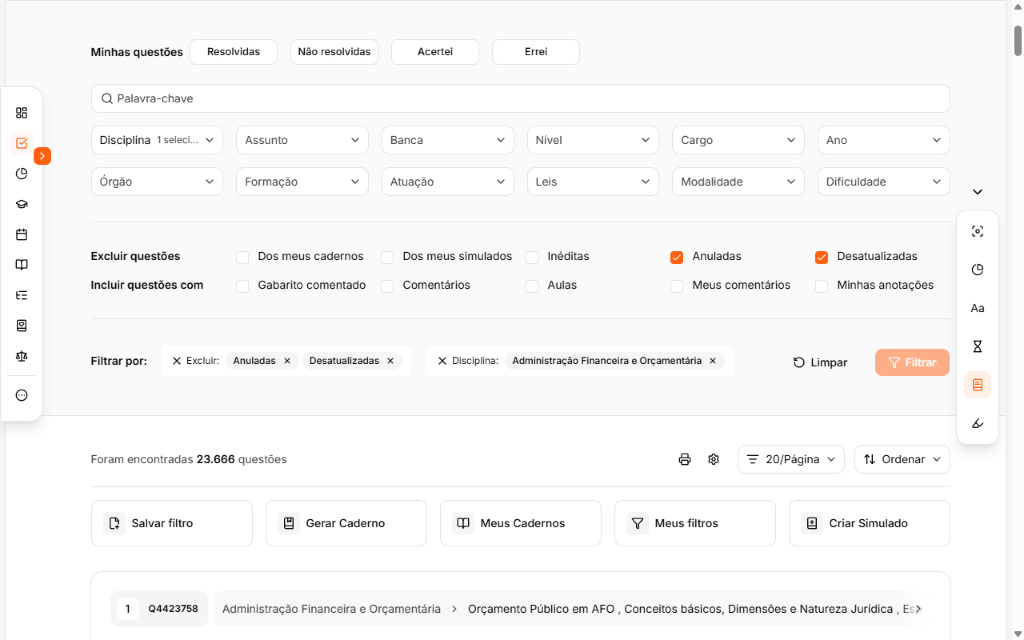 Minhas questões Resolvidas Não resolvidas Acertei Errei
Palavra-chave
Disciplina 1 seleci... Assunto Banca Nível Cargo Ano
Órgão Formação Atuação Leis Modalidade Dificuldade
Excluir questões Dos meus cadernos Dos meus simulados Inéditas Anuladas Desatualizadas
Incluir questões com Gabarito comentado Comentários Aulas Meus comentários Minhas anotações
Aa
Filtrar por: Excluir: Anuladas Desatualizadas Disciplina: Administração Financeira e Orçamentária Limpar Filtrar
Foram encontradas 23.666 questões 20/Página Ordenar
Salvar filtro Gerar Caderno Meus Cadernos Meus filtros Criar Simulado
1 Q4423758 Administração Financeira e Orçamentária > Orçamento Público em AFO , Conceitos básicos, Dimensões e Natureza Jurídica ,